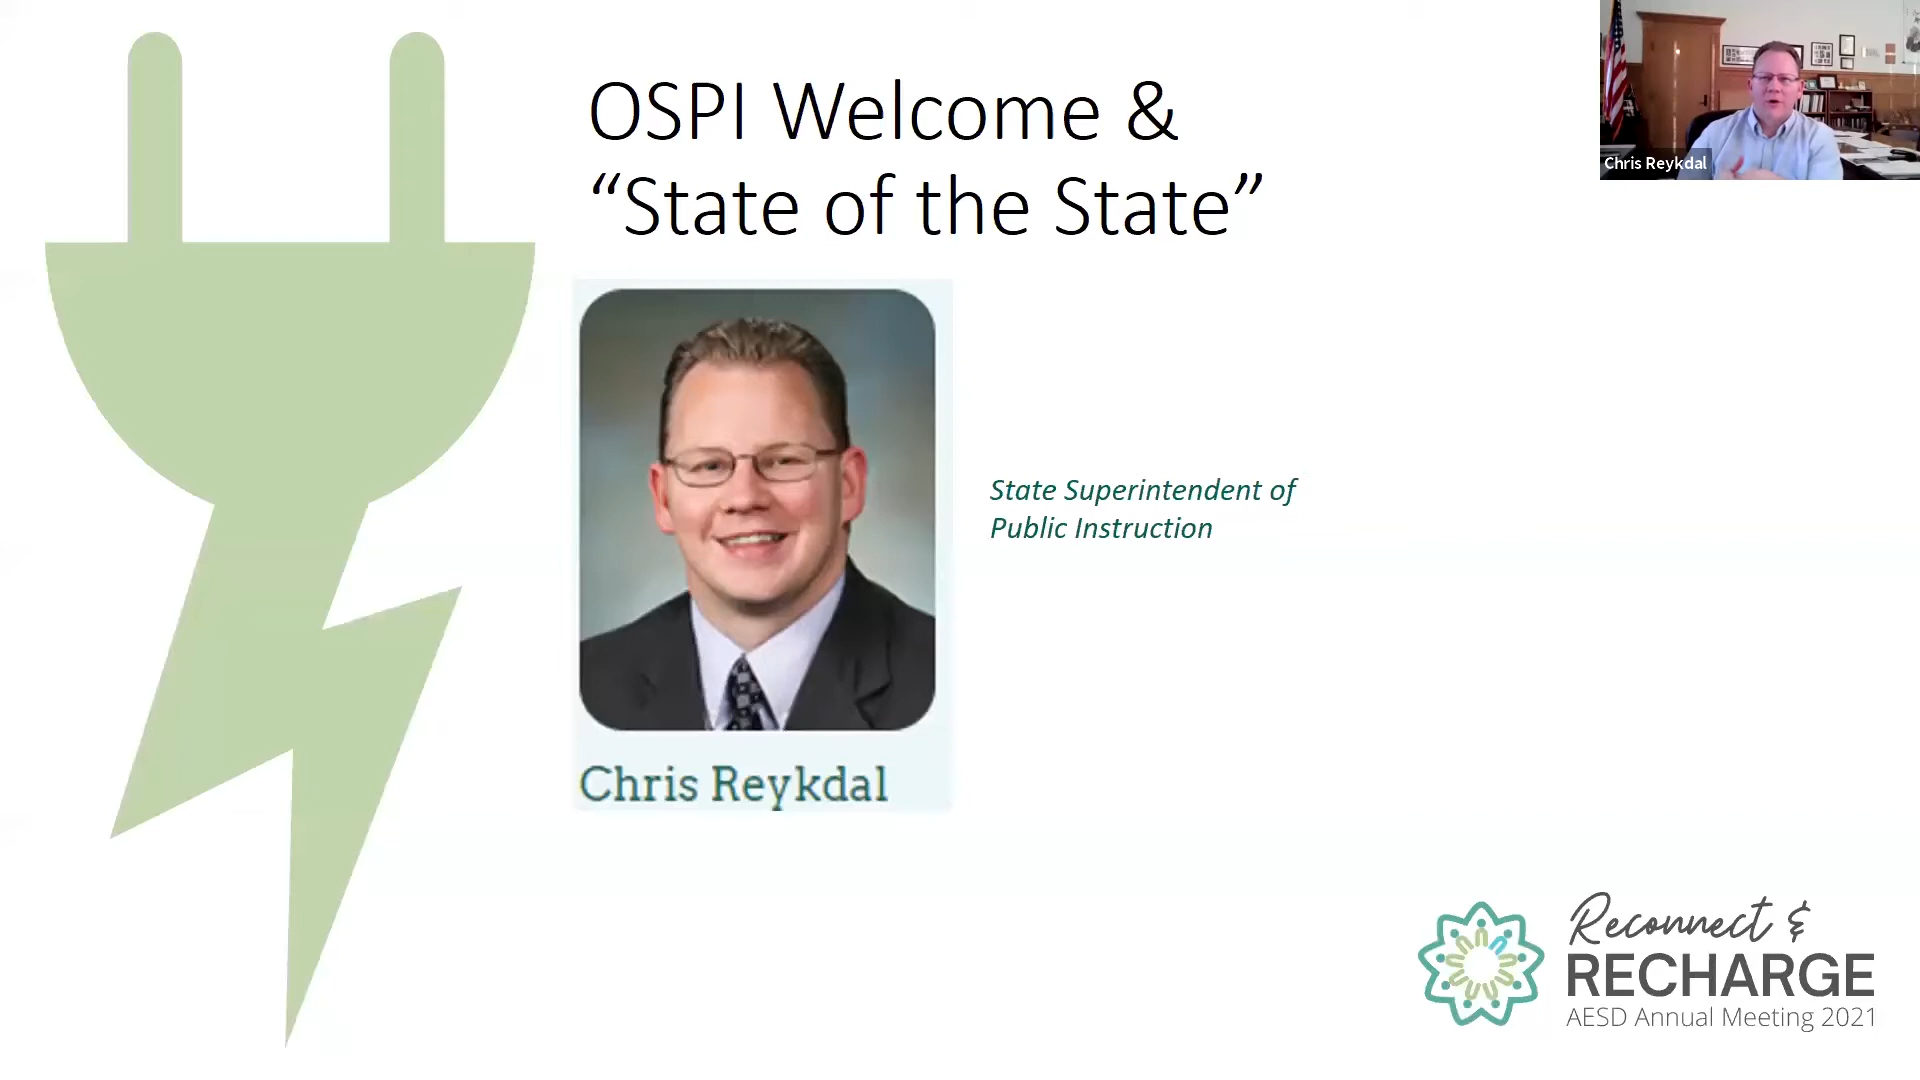 OSPI Welcome &
“State of the State”
Chris Reykdal
State Superintendent of
Public Instruction
Chris Reykdal
Reconnect &
RECHARGE
AESD Annual Meeting 2021